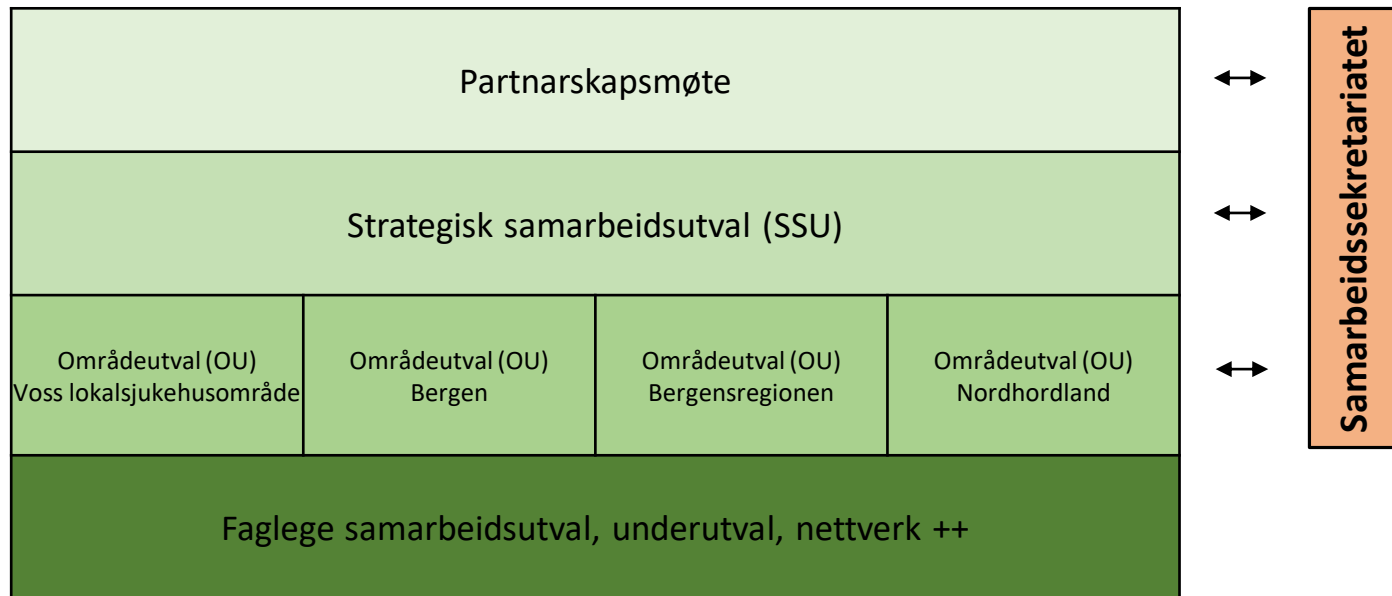 Partnarskapsmøte
Strategisk samarbeidsutval (SSU)
Områdeutval (OU)
Voss lokalsjukehusområde
Områdeutval (OU)
Bergen
Områdeutval (OU)
Bergensregionen
Områdeutval (OU)
Nordhordland
Faglege samarbeidsutval, underutval, nettverk ++
Samarbeidssekretariatet